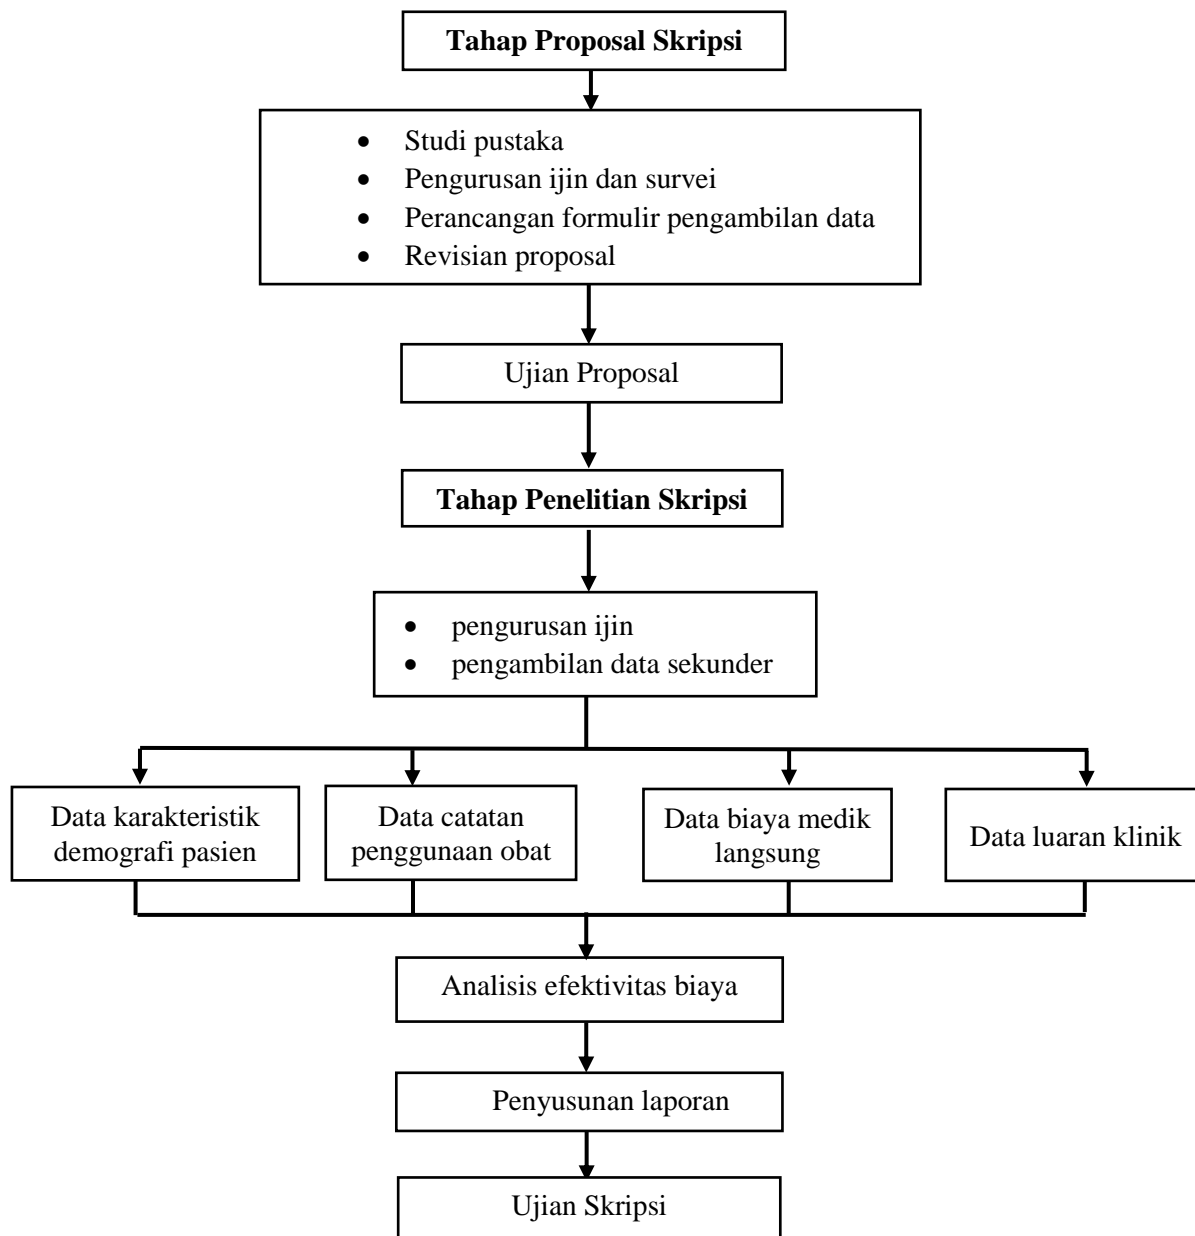 Tahap Proposal Skripsi
• Studi pustaka
• Pengurusan ijin dan survei
• Perancangan formulir pengambilan data
• Revisian proposal
Ujian Proposal
Tahap Penelitian Skripsi
• pengurusan ijin
• pengambilan data sekunder
Data karakteristik
demografi pasien
Data catatan
penggunaan obat
Data biaya medik
langsung
Data luaran klinik
Analisis efektivitas biaya
Penyusunan laporan
Ujian Skripsi